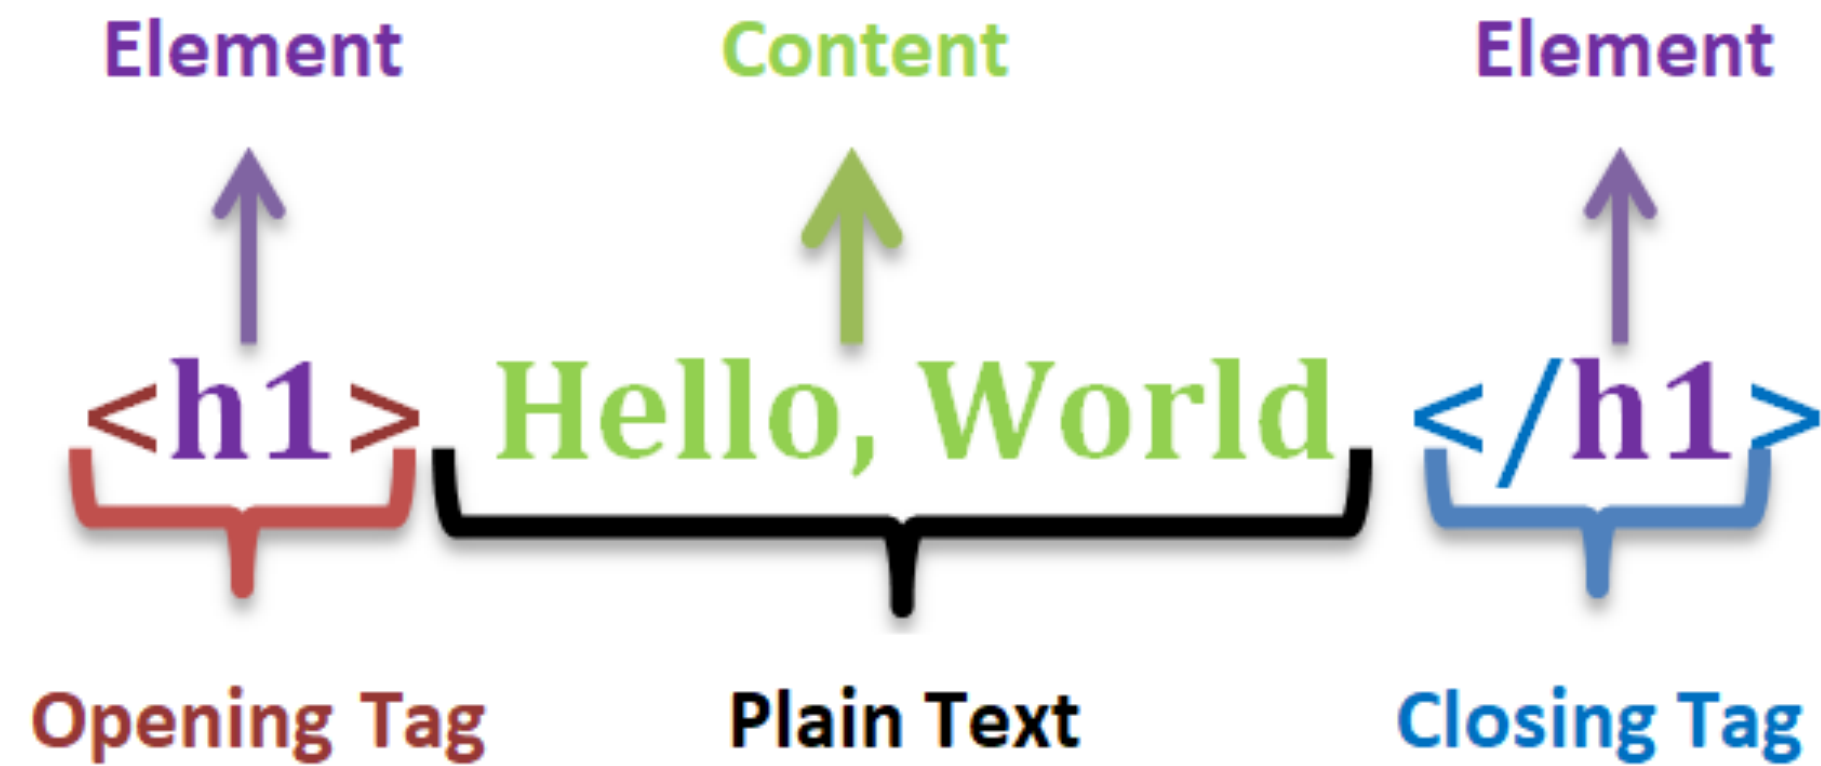 Element Content Element
<h1> Hello, World </h1>
Opening Tag Plain Text Closing Tag